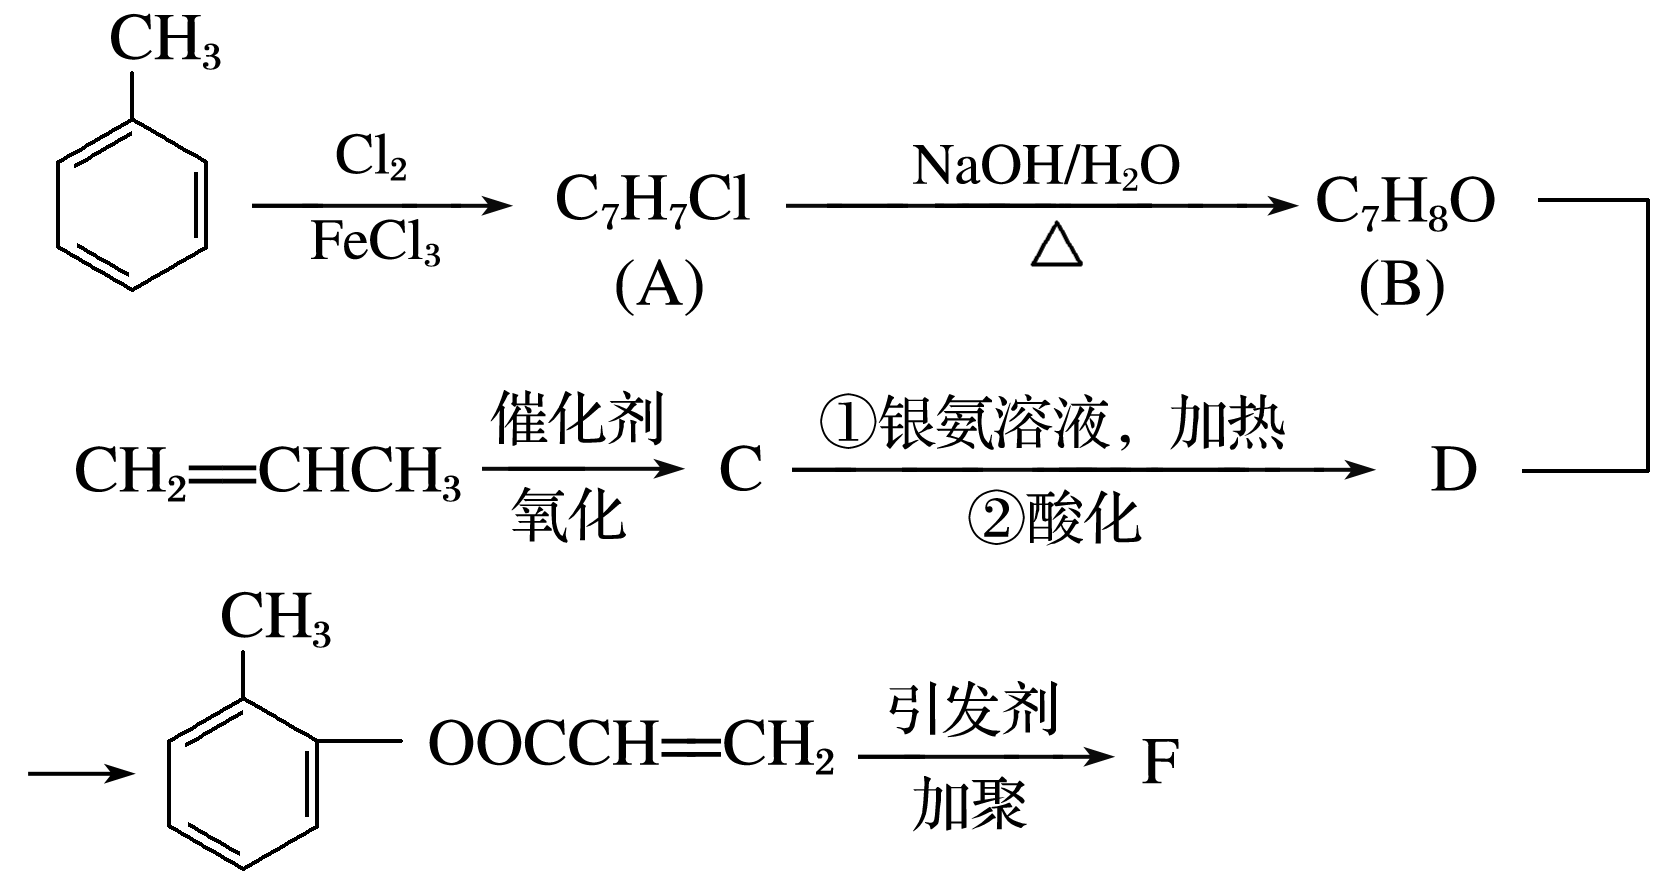 CH₃
Cl₂
FeCl₃
C₇H₇Cl
(A)
NaOH/H₂O
△
C₇H₈O
(B)
CH₂=CHCH₃
催化剂
氧化
C
①银氨溶液，加热
②酸化
D
CH₃
OOCCH=CH₂
引发剂
加聚
F